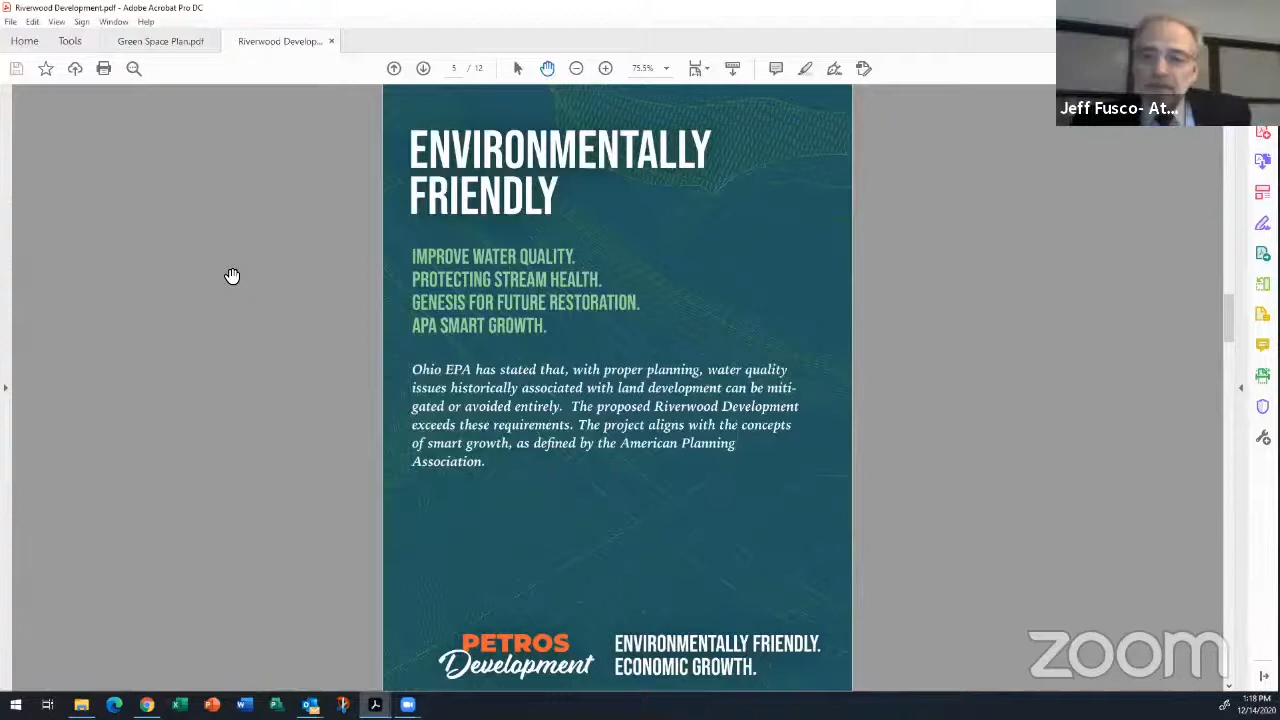 Riverwood Development.pdf - Adobe Acrobat Pro DC
File Edit View Sign Window Help
Home Tools Green Space Plan.pdf Riverwood Develop... ×
5 / 12 75.5%
Jeff Fusco- At...
ENVIRONMENTALLY
FRIENDLY
IMPROVE WATER QUALITY.
PROTECTING STREAM HEALTH.
GENESIS FOR FUTURE RESTORATION.
APA SMART GROWTH.
Ohio EPA has stated that, with proper planning, water quality
issues historically associated with land development can be miti-
gated or avoided entirely. The proposed Riverwood Development
exceeds these requirements. The project aligns with the concepts
of smart growth, as defined by the American Planning
Association.
PETROS
Development
ENVIRONMENTALLY FRIENDLY.
ECONOMIC GROWTH.
zoom
1:18 PM
12/14/2020